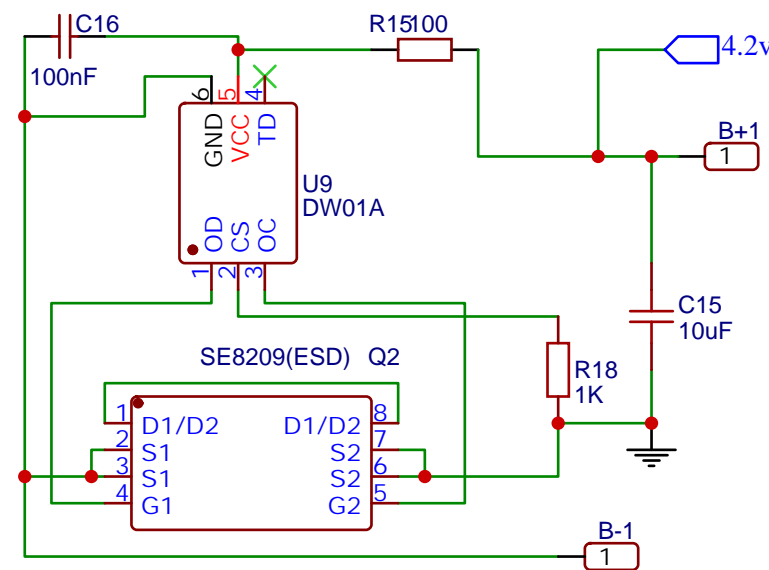 C16
100nF
R15100
4.2v
B+1
1
6
5
4
GND
VCC
TD
U9
DW01A
OD
CS
OC
1
2
3
C15
10uF
R18
1K
SE8209(ESD) Q2
1 D1/D2 D1/D2 8
2 S1 S2 7
3 S1 S2 6
4 G1 G2 5
B-1
1